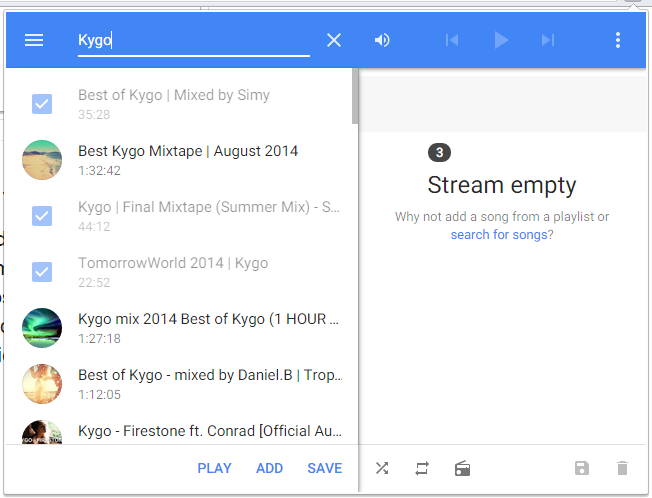 Kygo
Best of Kygo | Mixed by Simy
35:28
Best Kygo Mixtape | August 2014
1:32:42
Kygo | Final Mixtape (Summer Mix) - S...
44:12
TomorrowWorld 2014 | Kygo
22:52
Kygo mix 2014 Best of Kygo (1 HOUR ...
1:27:18
Best of Kygo - mixed by Daniel.B | Trop...
1:12:05
Kygo - Firestone ft. Conrad [Official Au...
PLAY ADD SAVE
3
Stream empty
Why not add a song from a playlist or
search for songs?